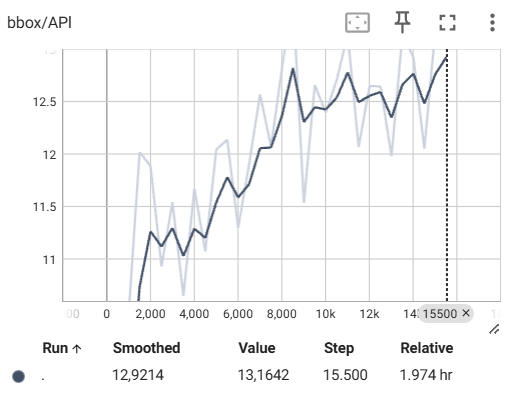 bbox/API
12.5
12
11.5
11
0
2,000
4,000
6,000
8,000
10k
12k
15500 ✕
Run ↑ Smoothed Value Step Relative
. 12,9214 13,1642 15.500 1.974 hr